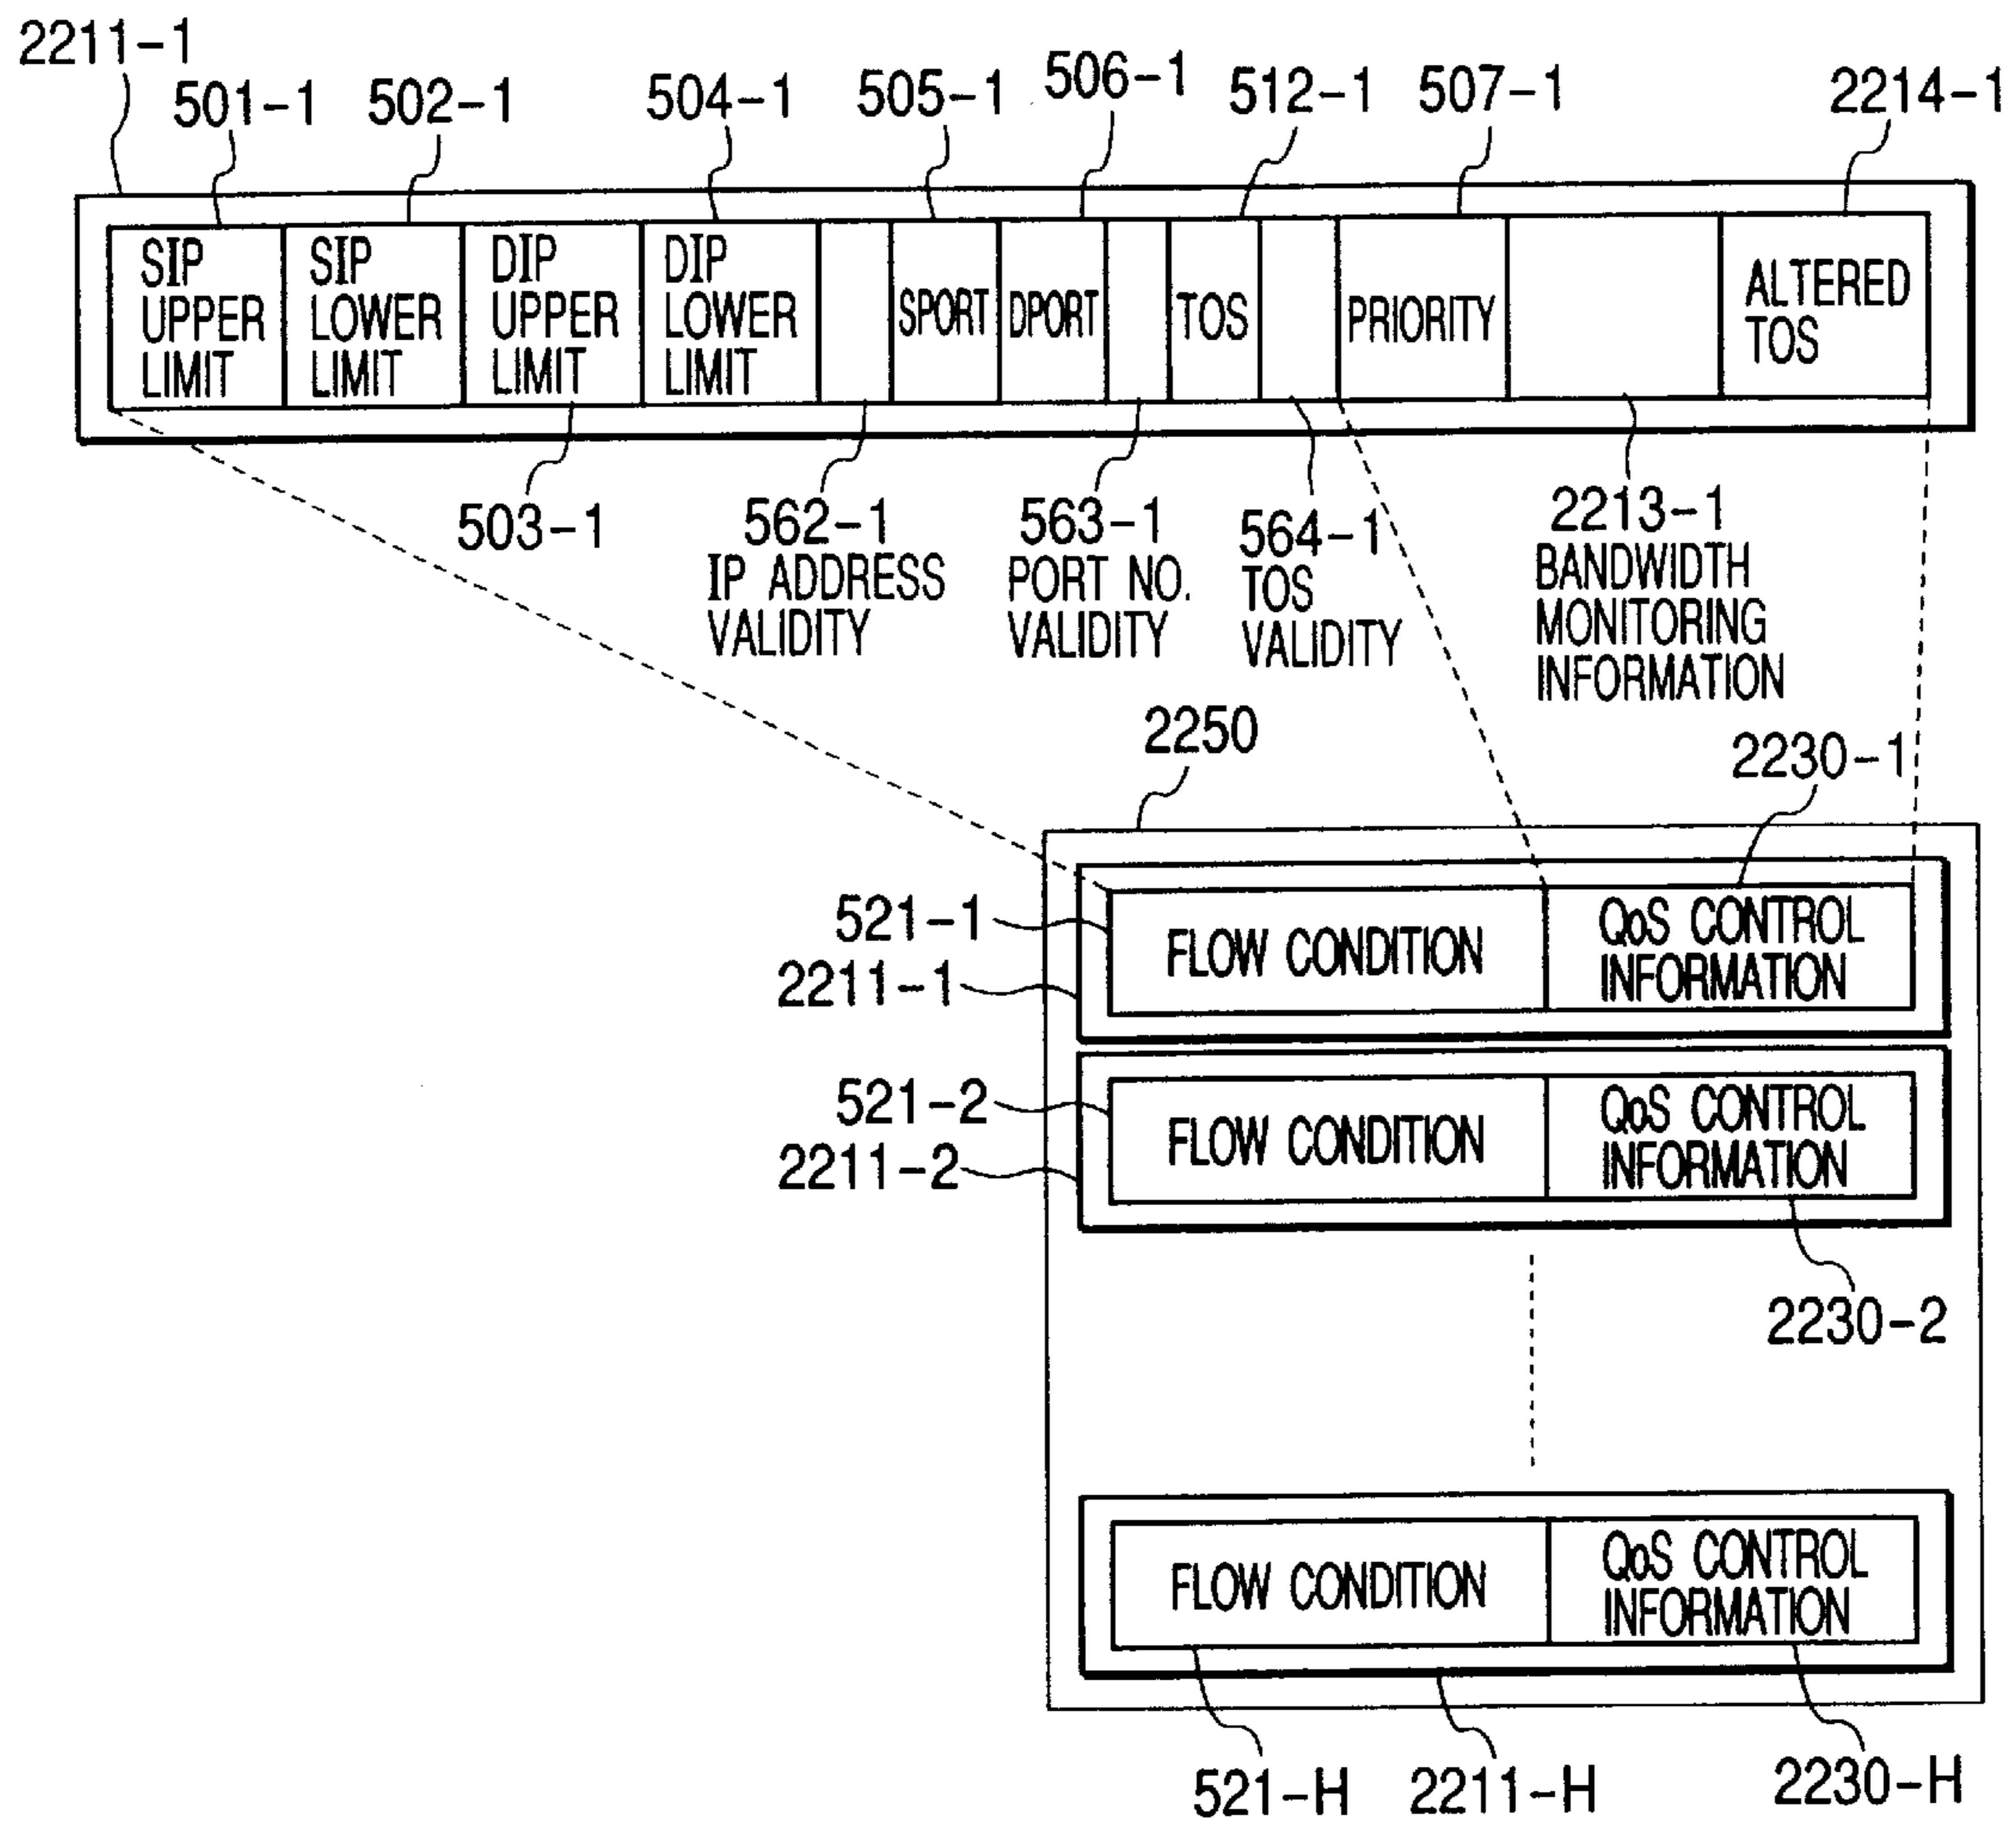 2211-1
501-1
502-1
504-1
505-1
506-1
512-1
507-1
2214-1
SIP
UPPER
LIMIT
SIP
LOWER
LIMIT
DIP
UPPER
LIMIT
DIP
LOWER
LIMIT
SPORT
DPORT
TOS
PRIORITY
ALTERED
TOS
503-1
562-1
IP ADDRESS
VALIDITY
563-1
PORT NO.
VALIDITY
564-1
TOS
VALIDITY
2213-1
BANDWIDTH
MONITORING
INFORMATION
2250
2230-1
521-1
2211-1
FLOW CONDITION
QoS CONTROL
INFORMATION
521-2
2211-2
FLOW CONDITION
QoS CONTROL
INFORMATION
2230-2
FLOW CONDITION
QoS CONTROL
INFORMATION
521-H
2211-H
2230-H